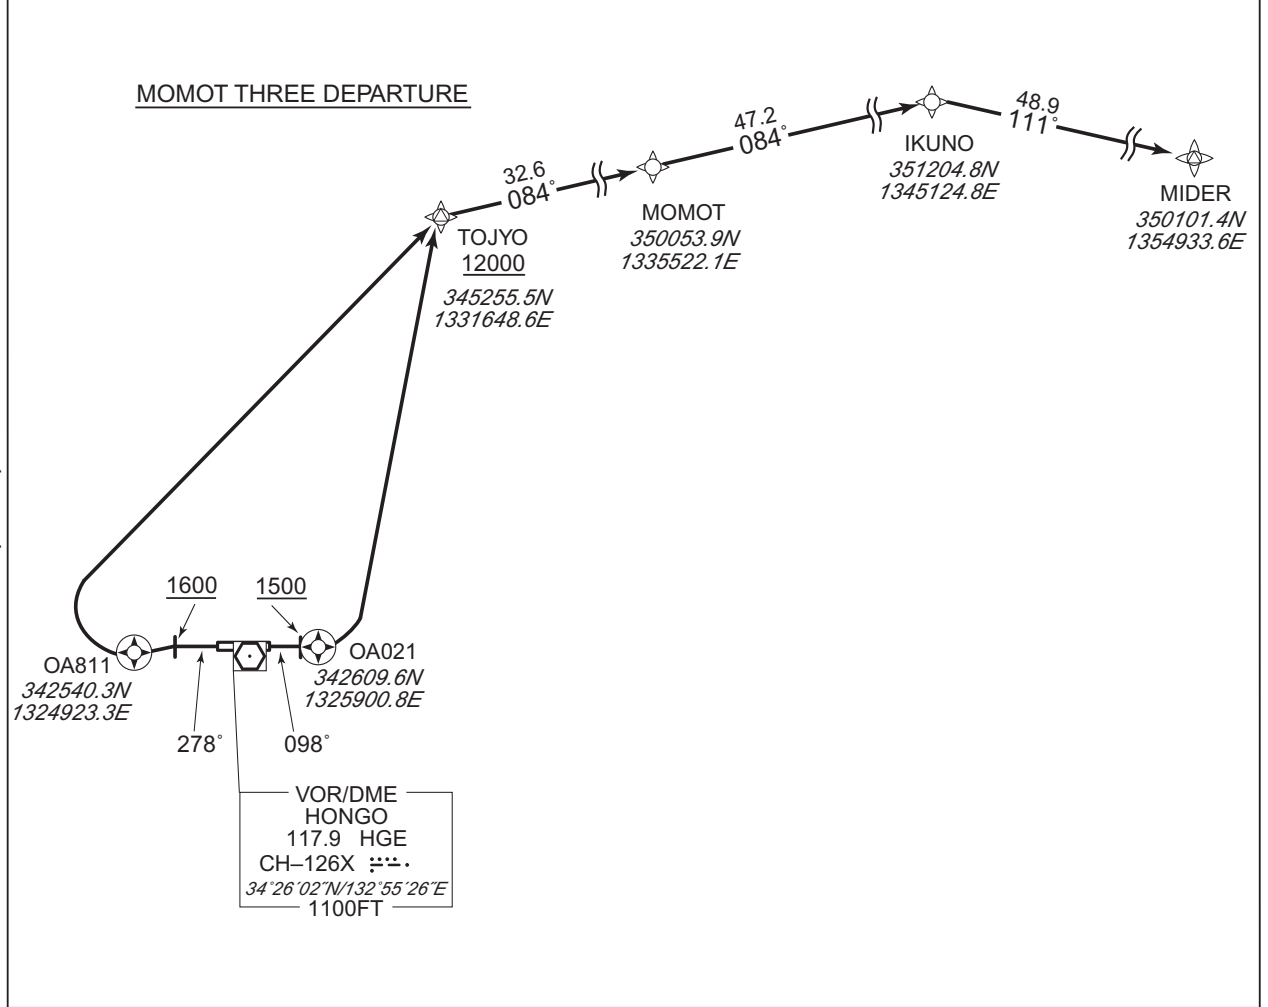 MOMOT THREE DEPARTURE
48.9
111°
47.2
084°
IKUNO
351204.8N
1345124.8E
MIDER
350101.4N
1354933.6E
32.6
084°
MOMOT
350053.9N
1335522.1E
TOJYO
12000
345255.5N
1331648.6E
1600
1500
OA811
342540.3N
1324923.3E
OA021
342609.6N
1325900.8E
278°
098°
VOR/DME
HONGO
117.9 HGE
CH–126X
34°26′02″N/132°55′26″E
1100FT